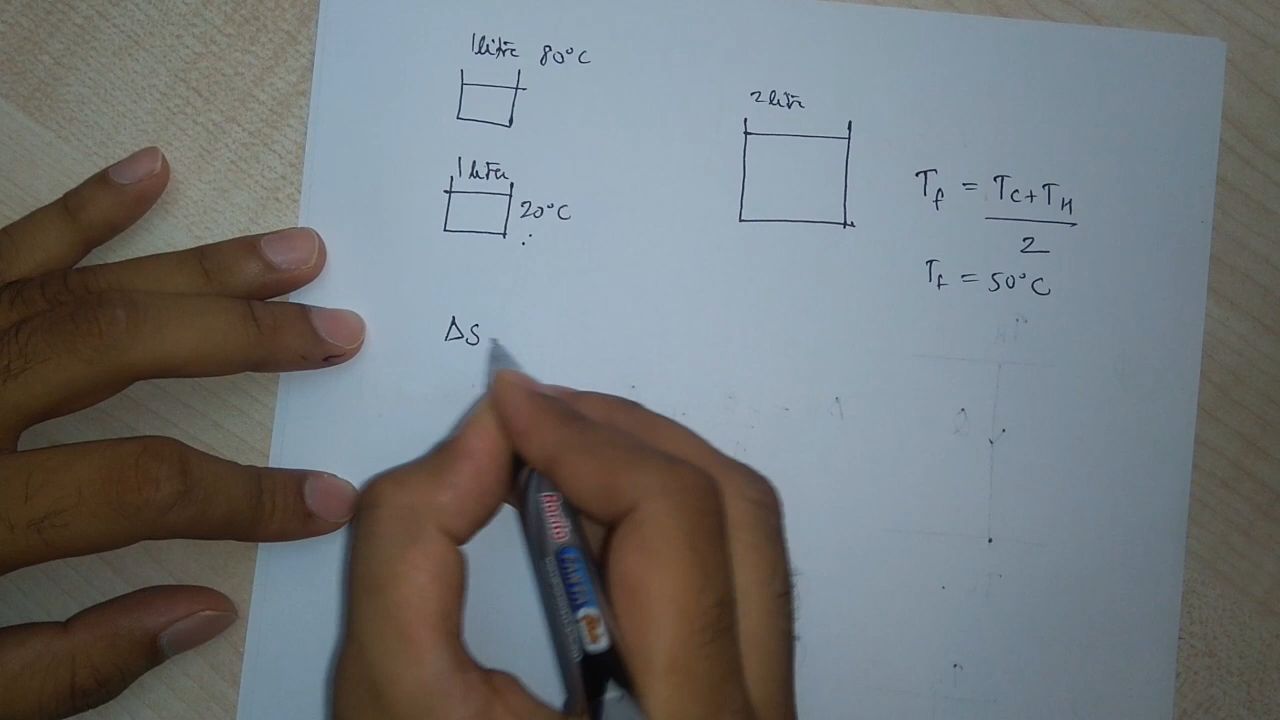 1 litre 80°C
1 litre
20°C
2 litre
T_f = T_C + T_H / 2
T_f = 50°C
ΔS